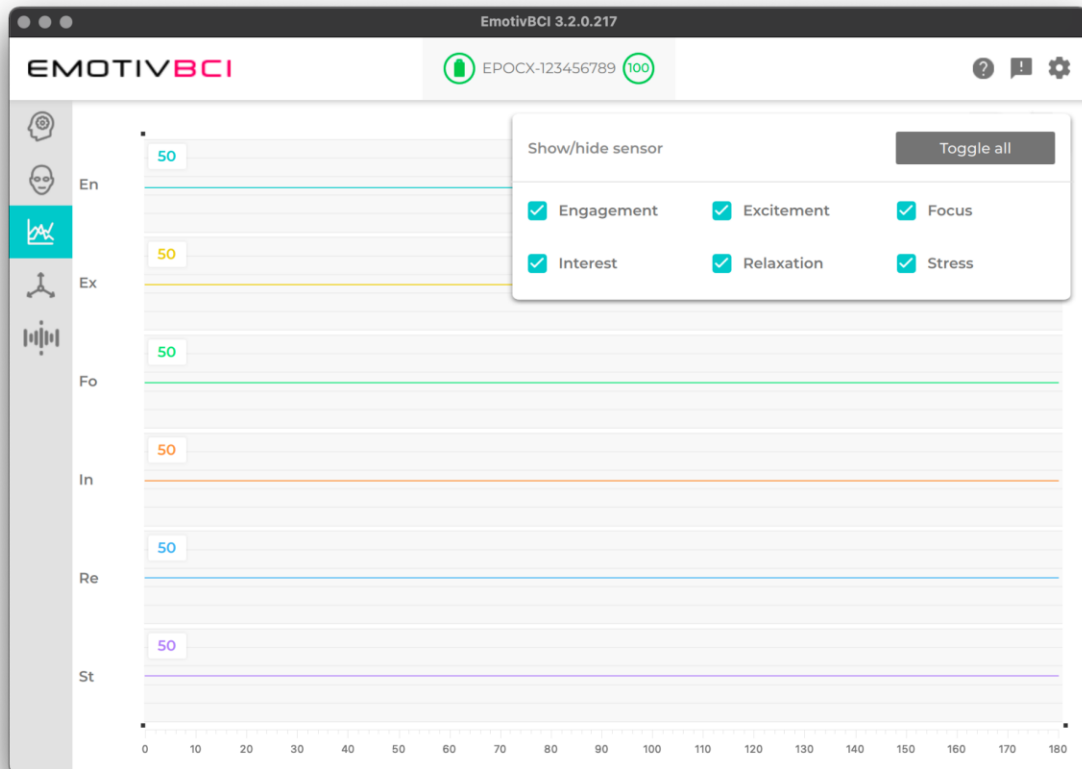 EmotivBCI 3.2.0.217
EMOTIVBCI
EPOCX-123456789 100
Show/hide sensor Toggle all
Engagement Excitement Focus
Interest Relaxation Stress
50
En
50
Ex
50
Fo
50
In
50
Re
50
St
0 10 20 30 40 50 60 70 80 90 100 110 120 130 140 150 160 170 180